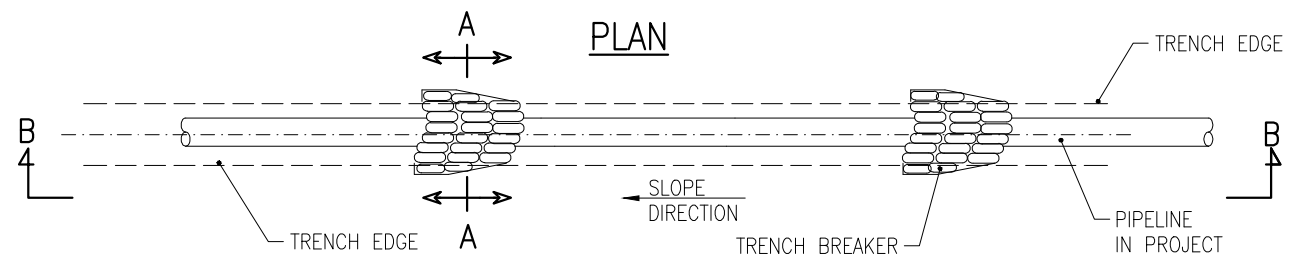 A
PLAN
TRENCH EDGE
B
B
SLOPE
DIRECTION
TRENCH EDGE
A
TRENCH BREAKER
PIPELINE
IN PROJECT